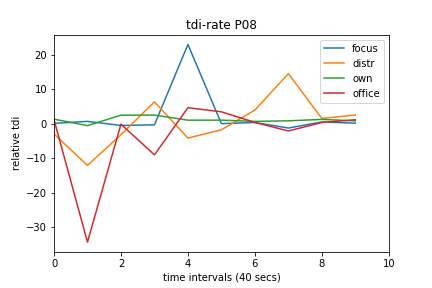 tdi-rate P08
focus
distr
own
office
relative tdi
20
10
0
−10
−20
−30
0 2 4 6 8 10
time intervals (40 secs)